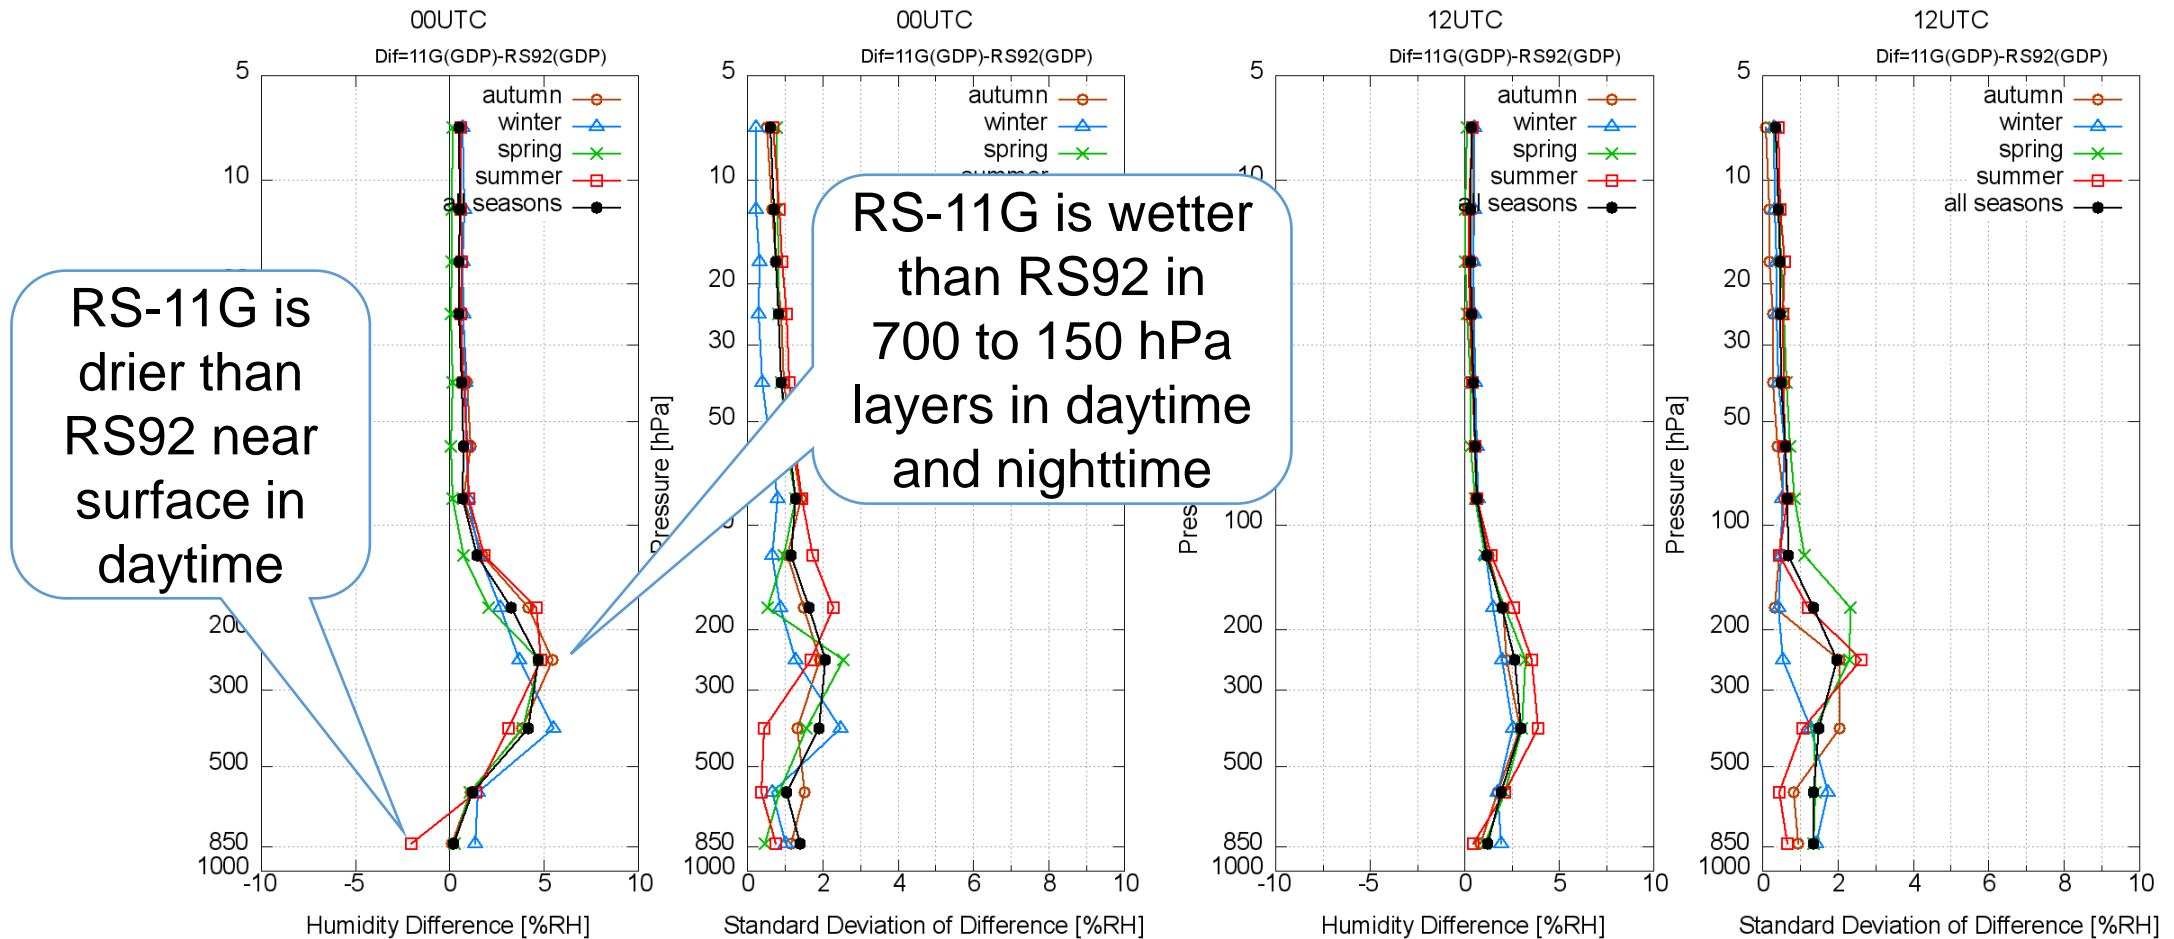 00UTC
Dif=11G(GDP)-RS92(GDP)
5
autumn
winter
spring
summer
seasons
10
200
300
500
850
1000
-10
-5
0
5
10
Humidity Difference [%RH]
RS-11G is
drier than
RS92 near
surface in
daytime
00UTC
Dif=11G(GDP)-RS92(GDP)
Pressure [hPa]
5
autumn
winter
spring
10
20
30
50
200
300
500
850
1000
0
2
4
6
8
10
Standard Deviation of Difference [%RH]
RS-11G is wetter
than RS92 in
700 to 150 hPa
layers in daytime
and nighttime
12UTC
Dif=11G(GDP)-RS92(GDP)
5
autumn
winter
spring
summer
seasons
10
20
30
50
100
200
300
500
850
1000
-10
-5
0
5
10
Humidity Difference [%RH]
12UTC
Dif=11G(GDP)-RS92(GDP)
Pressure [hPa]
5
autumn
winter
spring
summer
all seasons
10
20
30
50
100
200
300
500
850
1000
0
2
4
6
8
10
Standard Deviation of Difference [%RH]